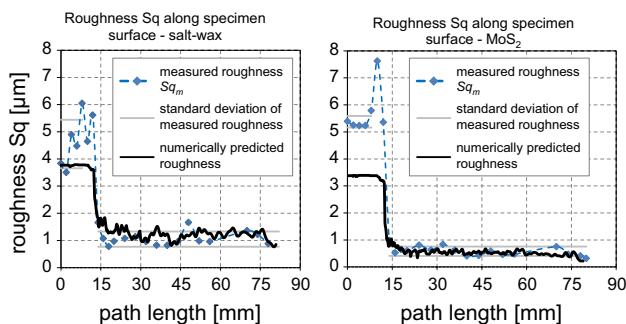 Roughness Sq along specimen
surface - salt-wax
roughness Sq [µm]
8
7
6
5
4
3
2
1
0
measured roughness
Sqm
standard deviation of
measured roughness
numerically predicted
roughness
0 15 30 45 60 75 90
path length [mm]
Roughness Sq along specimen
surface - MoS2
8
7
6
5
4
3
2
1
0
measured roughness
Sqm
standard deviation of
measured roughness
numerically predicted
roughness
0 15 30 45 60 75 90
path length [mm]